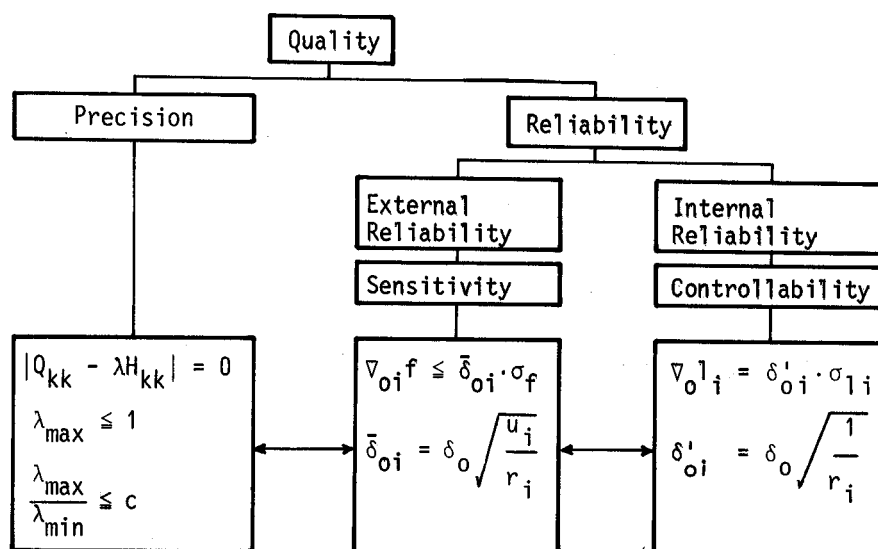 Quality
Precision
Reliability
External
Reliability
Internal
Reliability
Sensitivity
Controllability
|Q_kk - λH_kk| = 0
λ_max ≦ 1
λ_max / λ_min ≦ c
∇_oi f ≦ δ̄_oi · σ_f
δ̄_oi = δ_o √(u_i / r_i)
∇_o l_i = δ'_oi · σ_li
δ'_oi = δ_o √(1 / r_i)